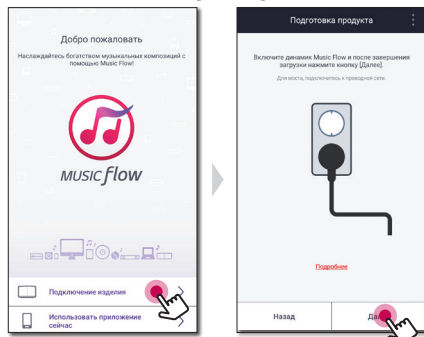 Добро пожаловать
Наслаждайтесь богатством музыкальных композиций с
помощью Music Flow!
MUSIC flow
Подключение изделия
Использовать приложение
сейчас
Подготовка продукта
Включите динамик Music Flow и после завершения
загрузки нажмите кнопку [Далее].
Для моста, подключитесь к проводной сети.
Подробнее
Назад